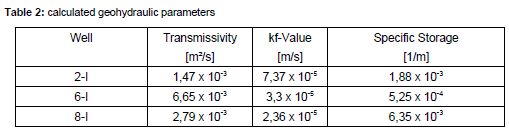 Table 2: calculated geohydraulic parameters
Well Transmissivity kf-Value Specific Storage
[m²/s] [m/s] [1/m]
2-I 1,47 x 10⁻³ 7,37 x 10⁻⁵ 1,88 x 10⁻³
6-I 6,65 x 10⁻³ 3,3 x 10⁻⁵ 5,25 x 10⁻⁴
8-I 2,79 x 10⁻³ 2,36 x 10⁻⁵ 6,35 x 10⁻³